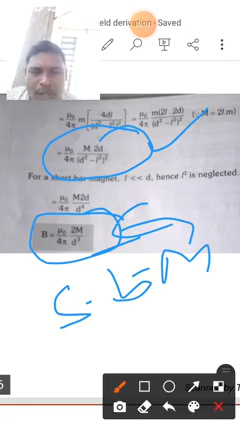 eld derivation - Saved
= μ₀/4π m [4dl/(d² – l²)²] = μ₀/4π m(2l . 2d)/(d² – l²)² (∵ M = 2l.m)
= μ₀/4π M 2d/(d² – l²)²
For a short bar magnet, l << d, hence l² is neglected.
= μ₀/4π M2d/d⁴
B = μ₀/4π 2M/d³
S. b M